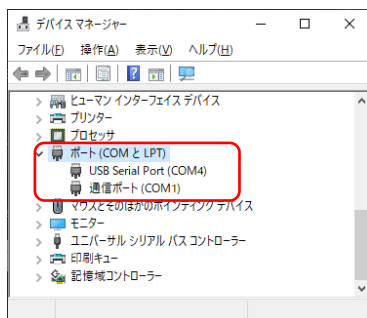 デバイス マネージャー
ファイル(F) 操作(A) 表示(V) ヘルプ(H)
ヒューマン インターフェイス デバイス
プリンター
プロセッサ
ポート (COM と LPT)
USB Serial Port (COM4)
通信ポート (COM1)
マウスとそのほかのポインティング デバイス
モニター
ユニバーサル シリアル バス コントローラー
印刷キュー
記憶域コントローラー